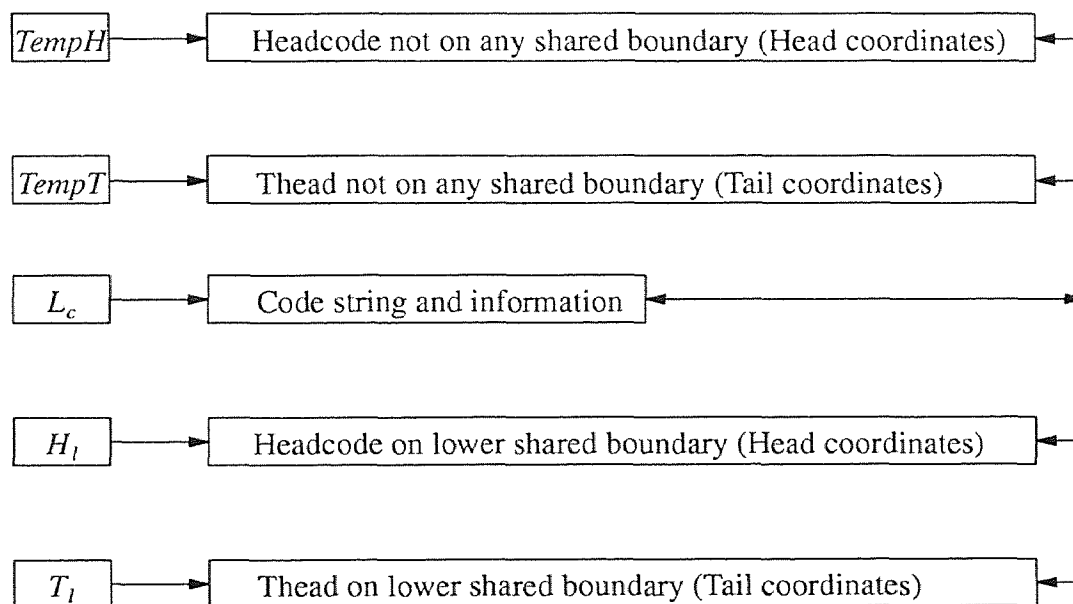 TempH Headcode not on any shared boundary (Head coordinates)
TempT Thead not on any shared boundary (Tail coordinates)
L_c Code string and information
H_l Headcode on lower shared boundary (Head coordinates)
T_l Thead on lower shared boundary (Tail coordinates)